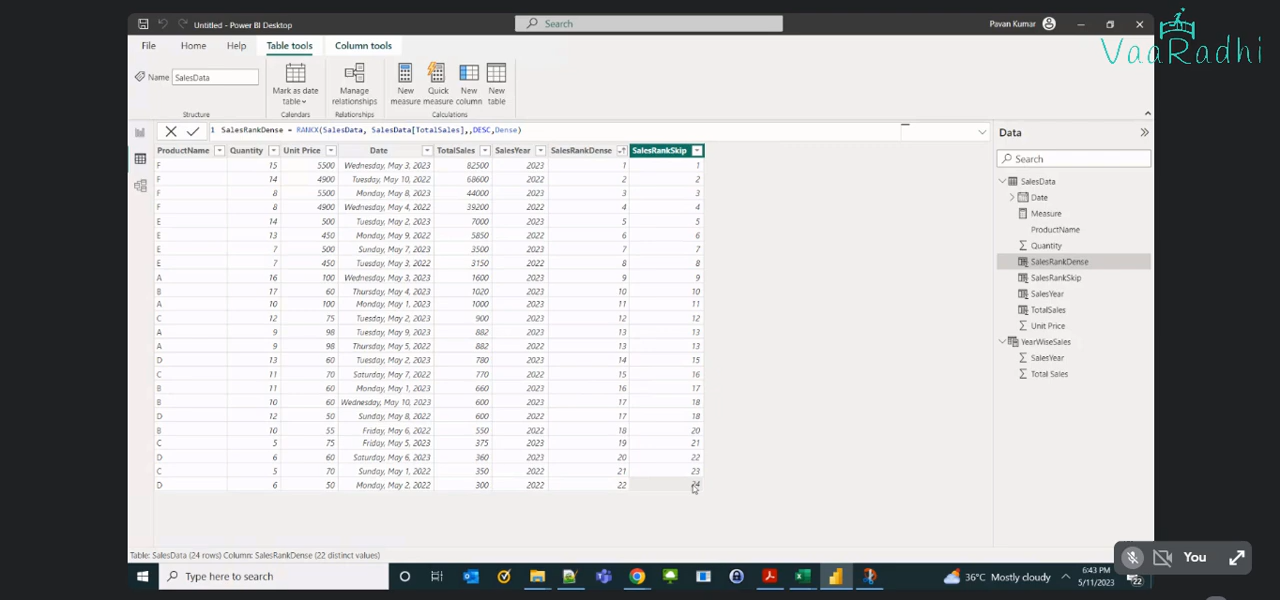 Untitled - Power BI Desktop
Search
Pavan Kumar
VaaRadhi
File Home Help Table tools Column tools
Name SalesData
Mark as date table
Manage relationships
New measure
Quick measure
New column
New table
Structure Calendars Relationships Calculations
1 SalesRankDense = RANKX(SalesData, SalesData[TotalSales],,DESC,Dense)
ProductName Quantity Unit Price Date TotalSales SalesYear SalesRankDense SalesRankSkip
F 15 5500 Wednesday, May 3, 2023 82500 2023 1 1
F 14 4900 Tuesday, May 10, 2022 68600 2022 2 2
F 8 5500 Monday, May 8, 2023 44000 2023 3 3
F 8 4900 Wednesday, May 4, 2022 39200 2022 4 4
E 14 500 Tuesday, May 2, 2023 7000 2023 5 5
E 13 450 Monday, May 9, 2022 5850 2022 6 6
E 7 500 Sunday, May 7, 2023 3500 2023 7 7
E 7 450 Tuesday, May 3, 2022 3150 2022 8 8
A 16 100 Wednesday, May 3, 2023 1600 2023 9 9
B 17 60 Thursday, May 4, 2023 1020 2023 10 10
A 10 100 Monday, May 1, 2023 1000 2023 11 11
C 12 75 Tuesday, May 2, 2023 900 2023 12 12
A 9 98 Monday, May 9, 2022 882 2022 13 13
A 9 98 Thursday, May 5, 2022 882 2022 13 13
D 13 60 Tuesday, May 2, 2023 780 2023 14 15
C 11 70 Saturday, May 7, 2022 770 2022 15 16
B 11 60 Monday, May 1, 2023 660 2023 16 17
B 10 60 Wednesday, May 10, 2023 600 2023 17 18
D 12 50 Sunday, May 8, 2022 600 2022 17 18
B 10 55 Friday, May 6, 2022 550 2022 18 20
C 5 75 Friday, May 5, 2023 375 2023 19 21
D 6 60 Saturday, May 6, 2023 360 2023 20 22
C 5 70 Sunday, May 1, 2022 350 2022 21 23
D 6 50 Monday, May 2, 2022 300 2022 22 24
Data
Search
SalesData
Date
Measure
ProductName
Quantity
SalesRankDense
SalesRankSkip
SalesYear
TotalSales
Unit Price
YearWiseSales
SalesYear
Total Sales
Table: SalesData (24 rows) Column: SalesRankDense (22 distinct values)
You
Type here to search
36°C Mostly cloudy
6:43 PM
5/11/2023
22